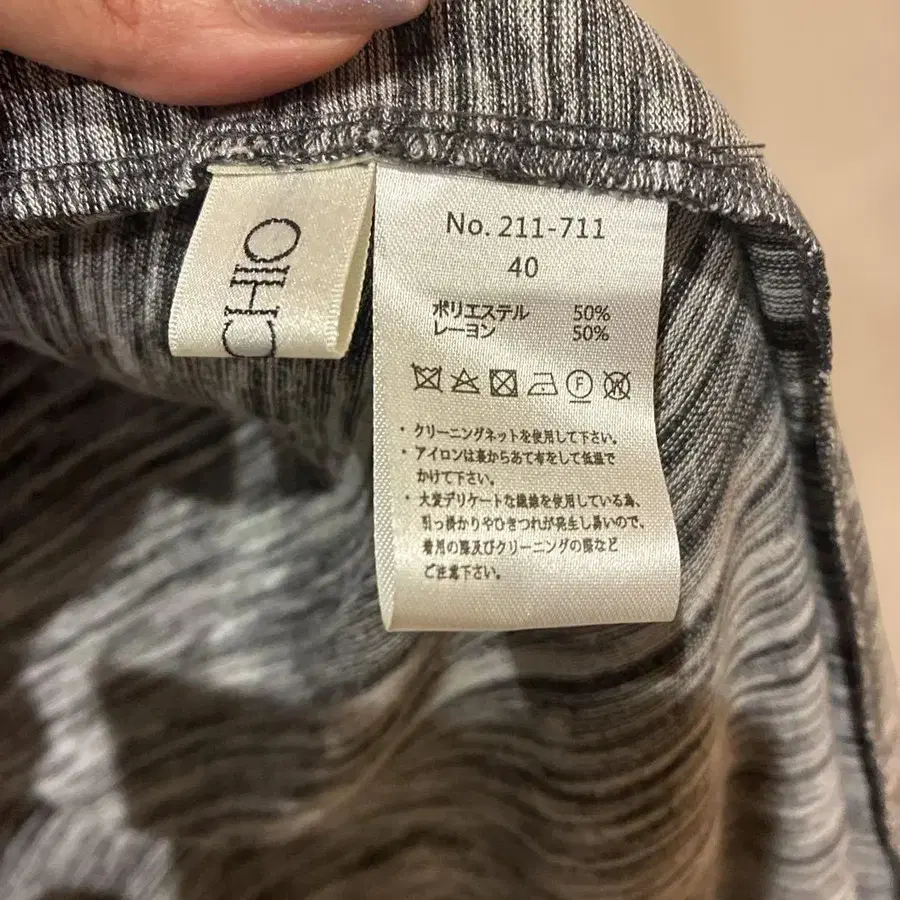 CHIO
No. 211-711
40
ポリエステル 50%
レーヨン 50%
F
W
・クリーニングネットを使用して下さい。
・アイロンは裏からあて布をして低温で
かけて下さい。
・大変デリケートな繊維を使用している為、
引っ掛かりやひきつれが発生し易いので、
着用の際及びクリーニングの際など
ご注意下さい。